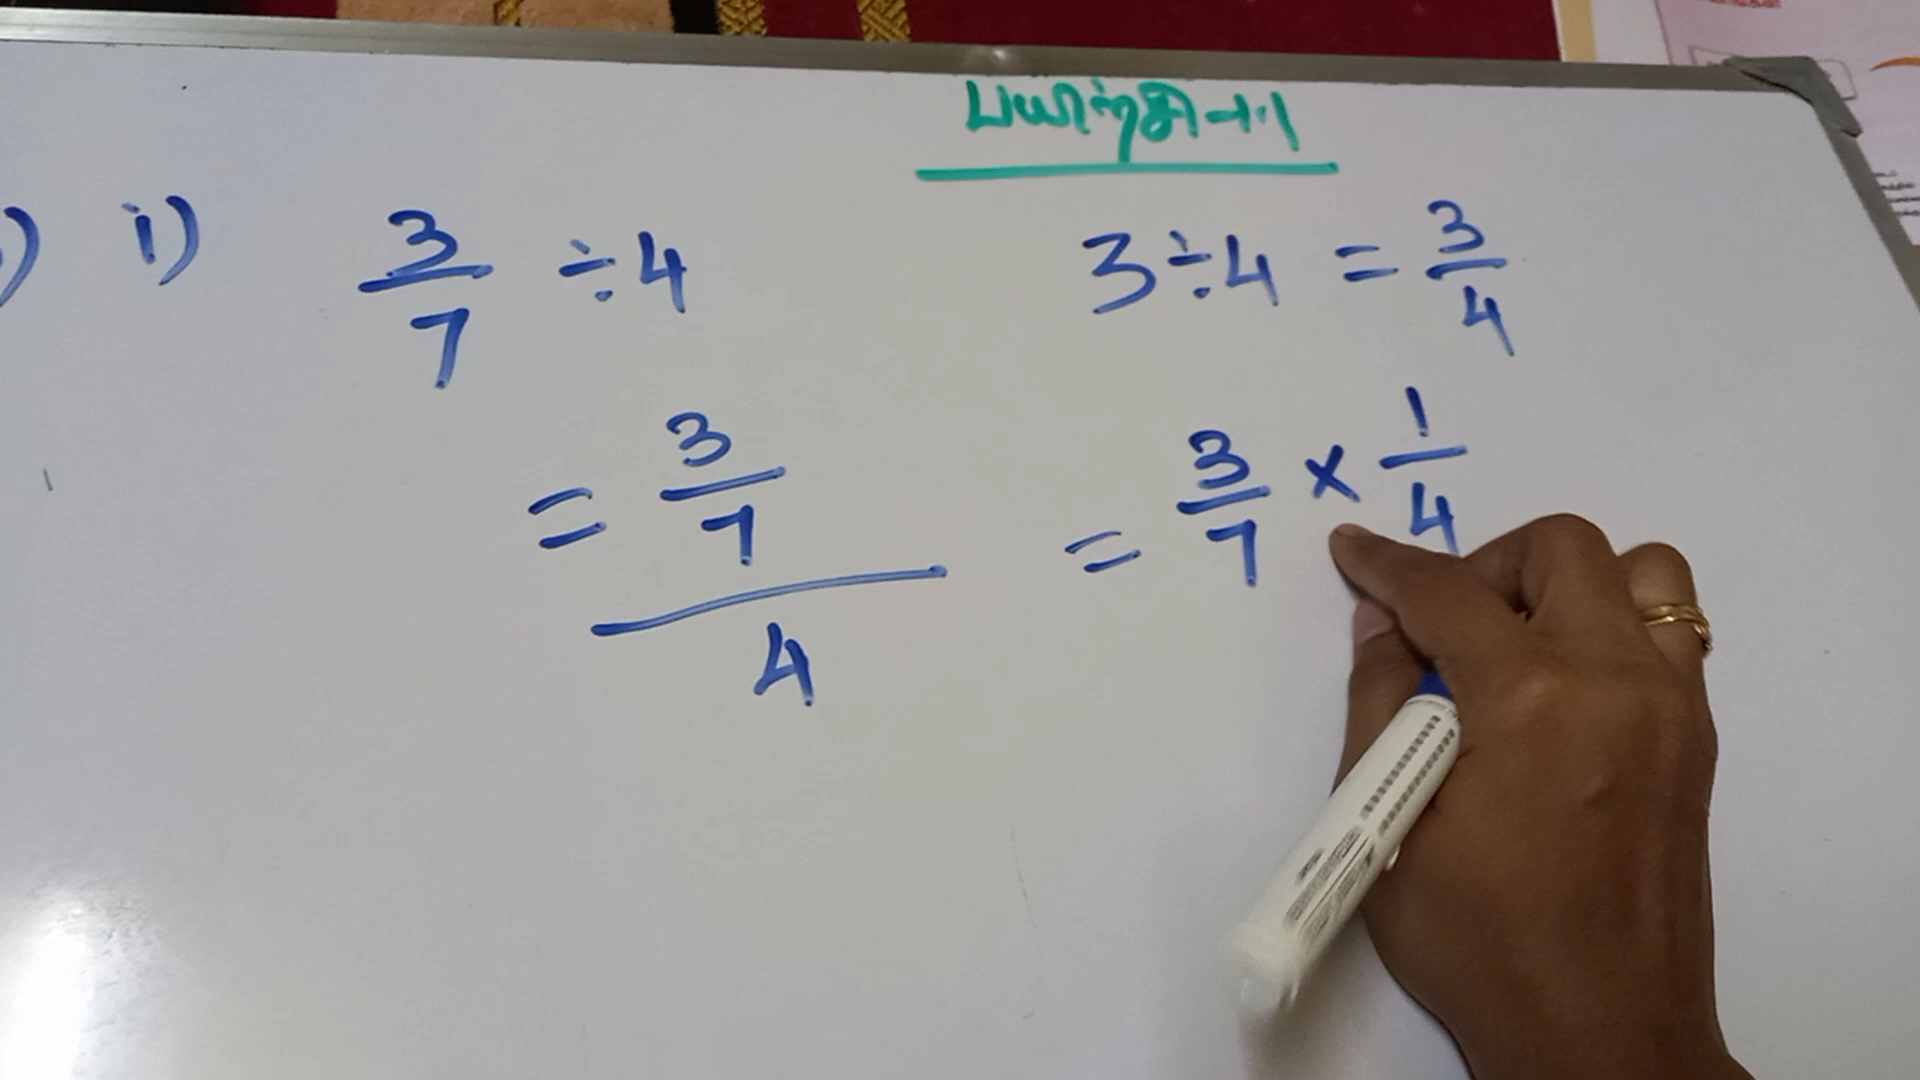 பயிற்சி-1.1
i) 3/7 ÷ 4
3 ÷ 4 = 3/4
= 3/7 / 4 = 3/7 × 1/4